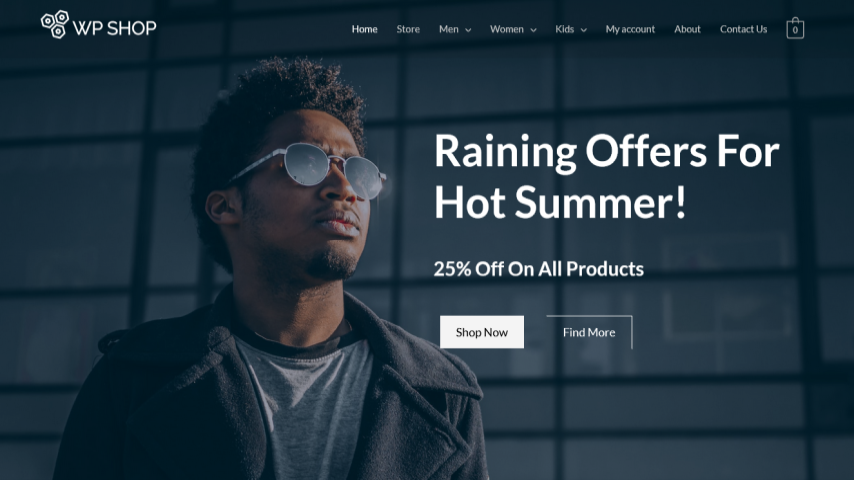 WP SHOP
Home Store Men Women Kids My account About Contact Us 0
Raining Offers For
Hot Summer!
25% Off On All Products
Shop Now Find More